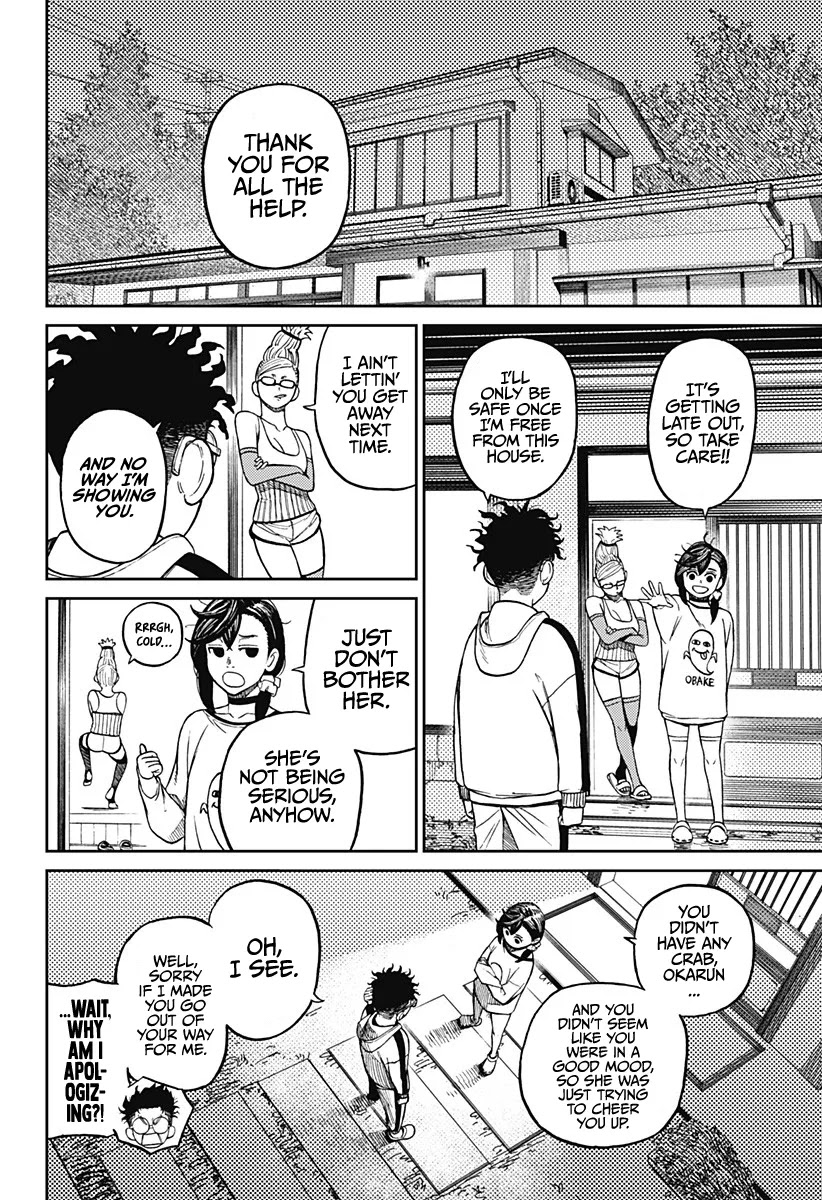 THANK
YOU FOR
ALL THE
HELP.
IT'S
GETTING
LATE OUT,
SO TAKE
CARE!!
I'LL
ONLY BE
SAFE ONCE
I'M FREE
FROM THIS
HOUSE.
OBAKE
I AIN'T
LETTIN'
YOU GET
AWAY
NEXT
TIME.
AND NO
WAY I'M
SHOWING
YOU.
JUST
DON'T
BOTHER
HER.
SHE'S
NOT BEING
SERIOUS,
ANYHOW.
RRRGH,
COLD...
YOU
DIDN'T
HAVE ANY
CRAB,
OKARUN
...
AND YOU
DIDN'T SEEM
LIKE YOU
WERE IN A
GOOD MOOD,
SO SHE WAS
JUST TRYING
TO CHEER
YOU UP.
OH,
I SEE.
WELL,
SORRY
IF I MADE
YOU GO
OUT OF
YOUR WAY
FOR ME.
...WAIT,
WHY
AM I
APOL-
OGIZ-
ING?!